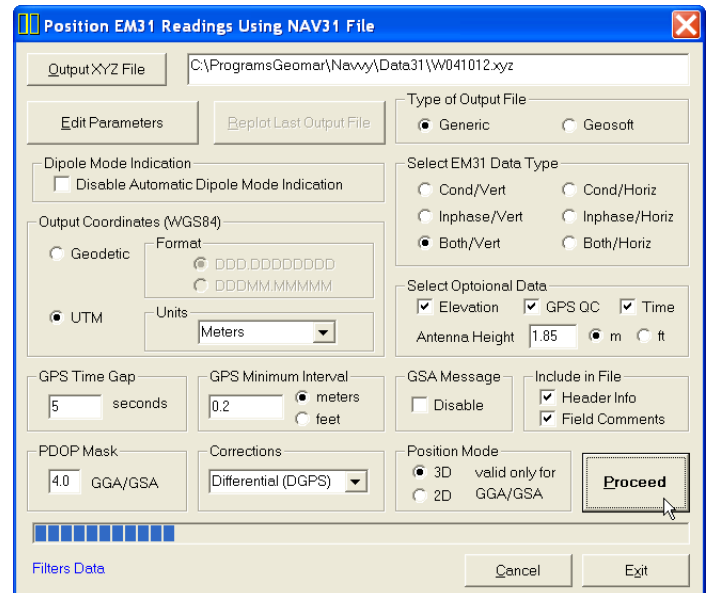 Position EM31 Readings Using NAV31 File
Output XYZ File
C:\ProgramsGeomar\Navvy\Data31\W041012.xyz
Edit Parameters
Replot Last Output File
Type of Output File
Generic
Geosoft
Dipole Mode Indication
Disable Automatic Dipole Mode Indication
Select EM31 Data Type
Cond/Vert
Cond/Horiz
Inphase/Vert
Inphase/Horiz
Both/Vert
Both/Horiz
Output Coordinates (WGS84)
Geodetic
Format
DDD.DDDDDDDD
DDDMM.MMMMM
UTM
Units
Meters
Select Optoional Data
Elevation
GPS QC
Time
Antenna Height
1.85
m
ft
GPS Time Gap
5
seconds
GPS Minimum Interval
0.2
meters
feet
GSA Message
Disable
Include in File
Header Info
Field Comments
PDOP Mask
4.0
GGA/GSA
Corrections
Differential (DGPS)
Position Mode
3D
2D
valid only for
GGA/GSA
Proceed
Filters Data
Cancel
Exit